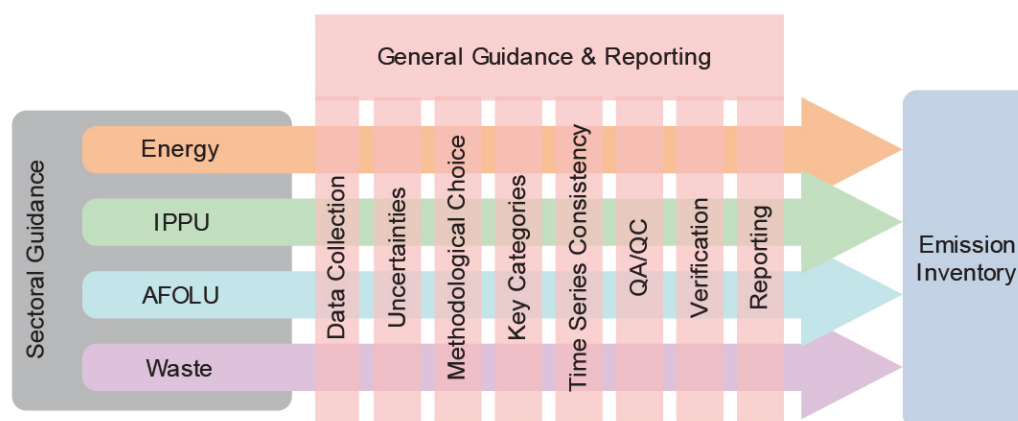 General Guidance & Reporting
Sectoral Guidance
Energy
IPPU
AFOLU
Waste
Data Collection
Uncertainties
Methodological Choice
Key Categories
Time Series Consistency
QA/QC
Verification
Reporting
Emission
Inventory